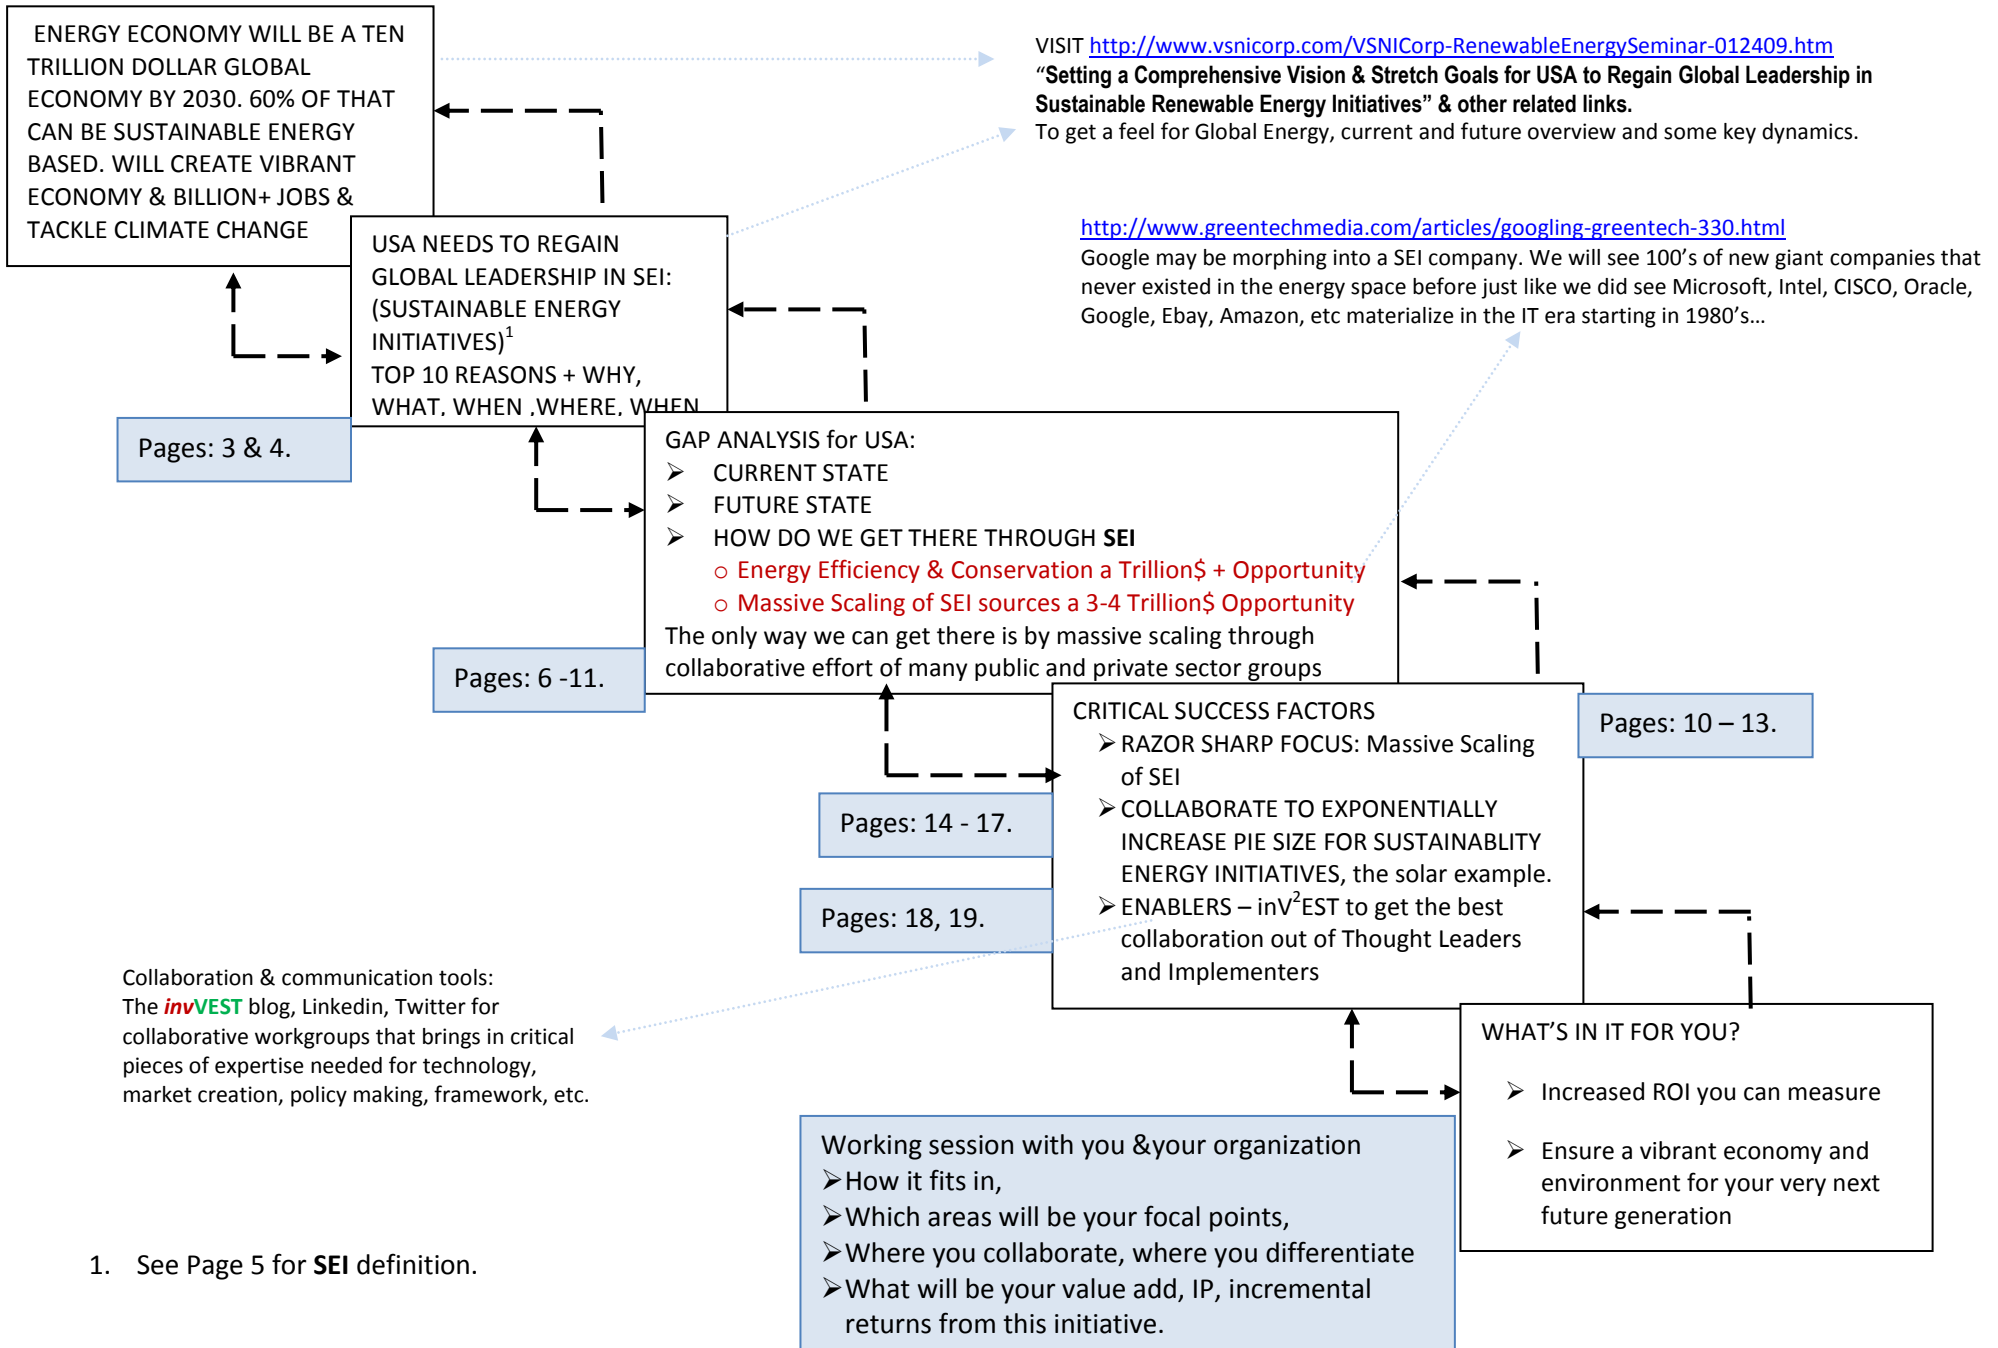 ENERGY ECONOMY WILL BE A TEN
TRILLION DOLLAR GLOBAL
ECONOMY BY 2030. 60% OF THAT
CAN BE SUSTAINABLE ENERGY
BASED. WILL CREATE VIBRANT
ECONOMY & BILLION+ JOBS &
TACKLE CLIMATE CHANGE
VISIT http://www.vsnicorp.com/VSNICorp-RenewableEnergySeminar-012409.htm
“Setting a Comprehensive Vision & Stretch Goals for USA to Regain Global Leadership in
Sustainable Renewable Energy Initiatives” & other related links.
To get a feel for Global Energy, current and future overview and some key dynamics.
http://www.greentechmedia.com/articles/googling-greentech-330.html
Google may be morphing into a SEI company. We will see 100’s of new giant companies that
never existed in the energy space before just like we did see Microsoft, Intel, CISCO, Oracle,
Google, Ebay, Amazon, etc materialize in the IT era starting in 1980’s…
USA NEEDS TO REGAIN
GLOBAL LEADERSHIP IN SEI:
(SUSTAINABLE ENERGY
INITIATIVES)1
TOP 10 REASONS + WHY,
WHAT, WHEN ,WHERE, WHEN
Pages: 3 & 4.
GAP ANALYSIS for USA:
➢ CURRENT STATE
➢ FUTURE STATE
➢ HOW DO WE GET THERE THROUGH SEI
o Energy Efficiency & Conservation a Trillion$ + Opportunity
o Massive Scaling of SEI sources a 3-4 Trillion$ Opportunity
The only way we can get there is by massive scaling through
collaborative effort of many public and private sector groups
Pages: 6 -11.
CRITICAL SUCCESS FACTORS
➢ RAZOR SHARP FOCUS: Massive Scaling
of SEI
➢ COLLABORATE TO EXPONENTIALLY
INCREASE PIE SIZE FOR SUSTAINABLITY
ENERGY INITIATIVES, the solar example.
➢ ENABLERS – inV2EST to get the best
collaboration out of Thought Leaders
and Implementers
Pages: 10 – 13.
Pages: 14 - 17.
Pages: 18, 19.
Collaboration & communication tools:
The invVEST blog, Linkedin, Twitter for
collaborative workgroups that brings in critical
pieces of expertise needed for technology,
market creation, policy making, framework, etc.
WHAT’S IN IT FOR YOU?
➢ Increased ROI you can measure
➢ Ensure a vibrant economy and
environment for your very next
future generation
Working session with you &your organization
➢How it fits in,
➢Which areas will be your focal points,
➢Where you collaborate, where you differentiate
➢What will be your value add, IP, incremental
returns from this initiative.
1. See Page 5 for SEI definition.